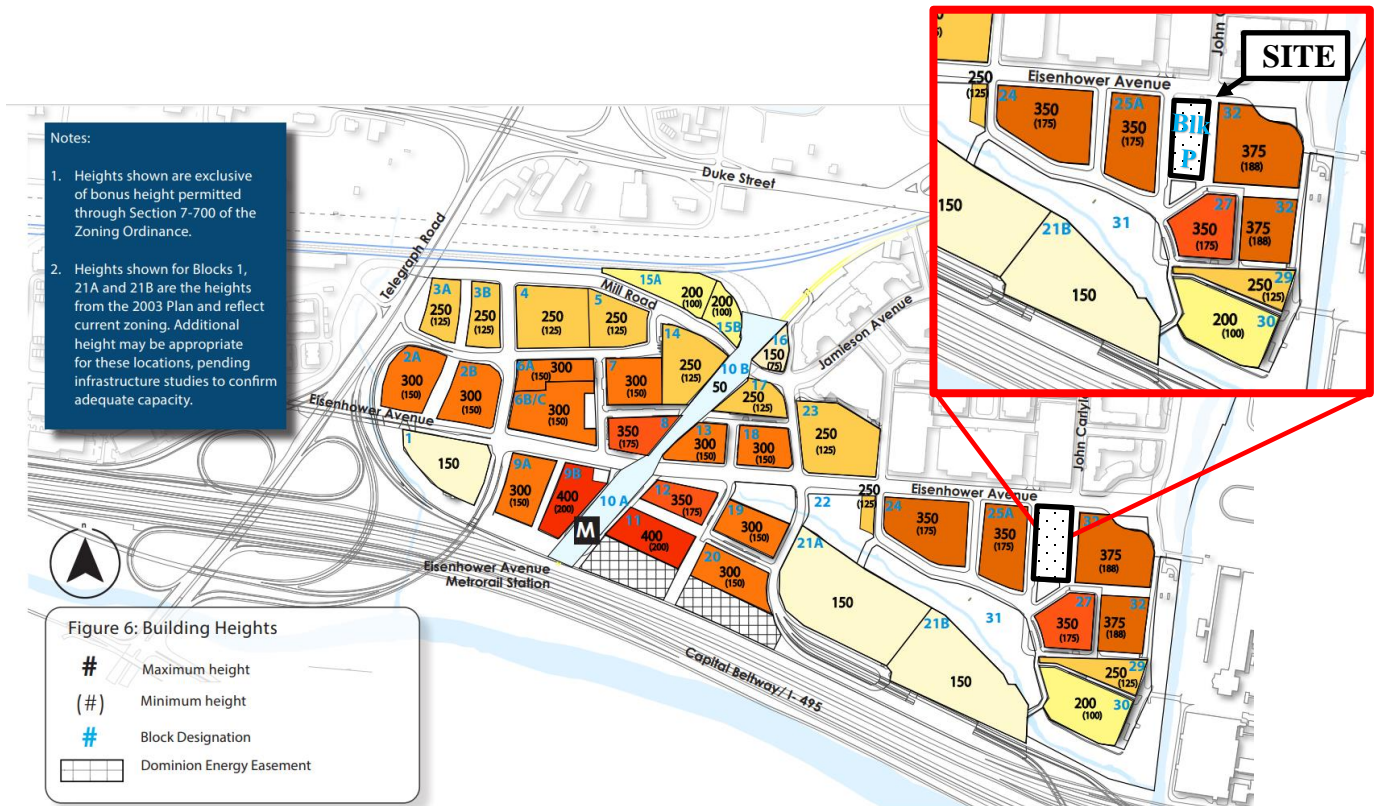 Notes:
1. Heights shown are exclusive
of bonus height permitted
through Section 7-700 of the
Zoning Ordinance.
2. Heights shown for Blocks 1,
21A and 21B are the heights
from the 2003 Plan and reflect
current zoning. Additional
height may be appropriate
for these locations, pending
infrastructure studies to confirm
adequate capacity.
Duke Street
Telegraph Road
Mill Road
Jamieson Avenue
Eisenhower Avenue
Eisenhower Avenue
John Carlyle
Eisenhower Avenue
Metrorail Station
Capital Beltway/I-495
M
3A
250
(125)
3B
250
(125)
4
250
(125)
5
250
(125)
15A
200
(100)
200
(100)
15B
14
250
(125)
16
150
(75)
10 B
50
17
250
(125)
2A
300
(150)
2B
300
(150)
6A
300
(150)
6B/C
300
(150)
7
300
(150)
8
350
(175)
13
300
(150)
18
300
(150)
23
250
(125)
1
150
9A
300
(150)
9B
400
(200)
10 A
12
350
(175)
11
400
(200)
19
300
(150)
20
300
(150)
22
250
(125)
24
350
(175)
25A
350
(175)
32
375
(188)
21A
150
21B
150
31
27
350
(175)
32
375
(188)
29
250
(125)
30
200
(100)
Figure 6: Building Heights
# Maximum height
(#) Minimum height
# Block Designation
Dominion Energy Easement
SITE
John C
Eisenhower Avenue
250
(125)
24
350
(175)
25A
350
(175)
Blk
P
32
375
(188)
150
21B
150
31
27
350
(175)
32
375
(188)
29
250
(125)
30
200
(100)